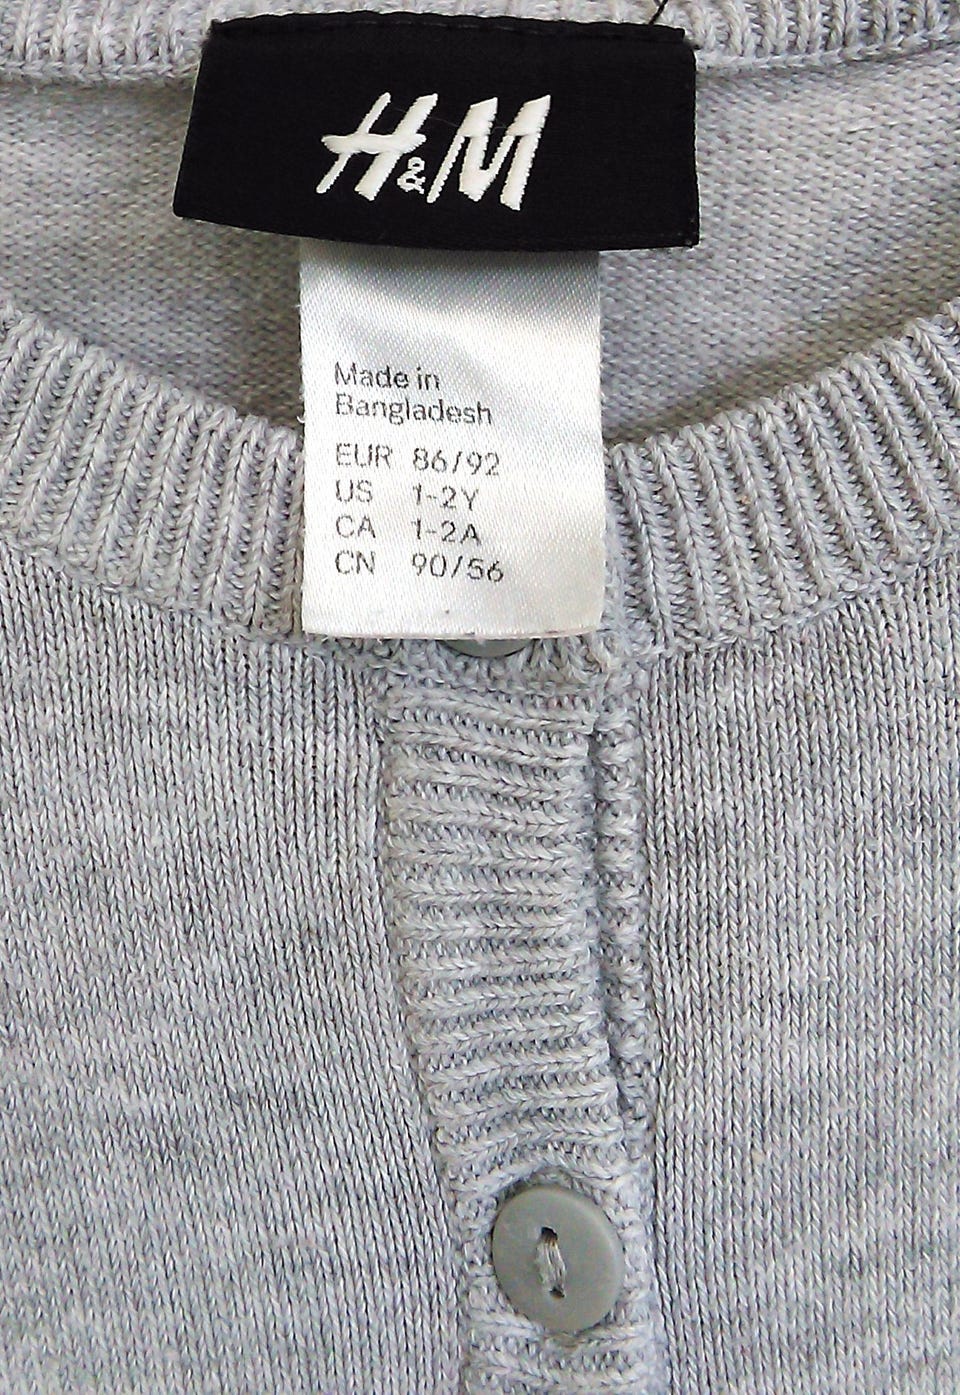 H&M
Made in
Bangladesh
EUR 86/92
US 1-2Y
CA 1-2A
CN 90/56